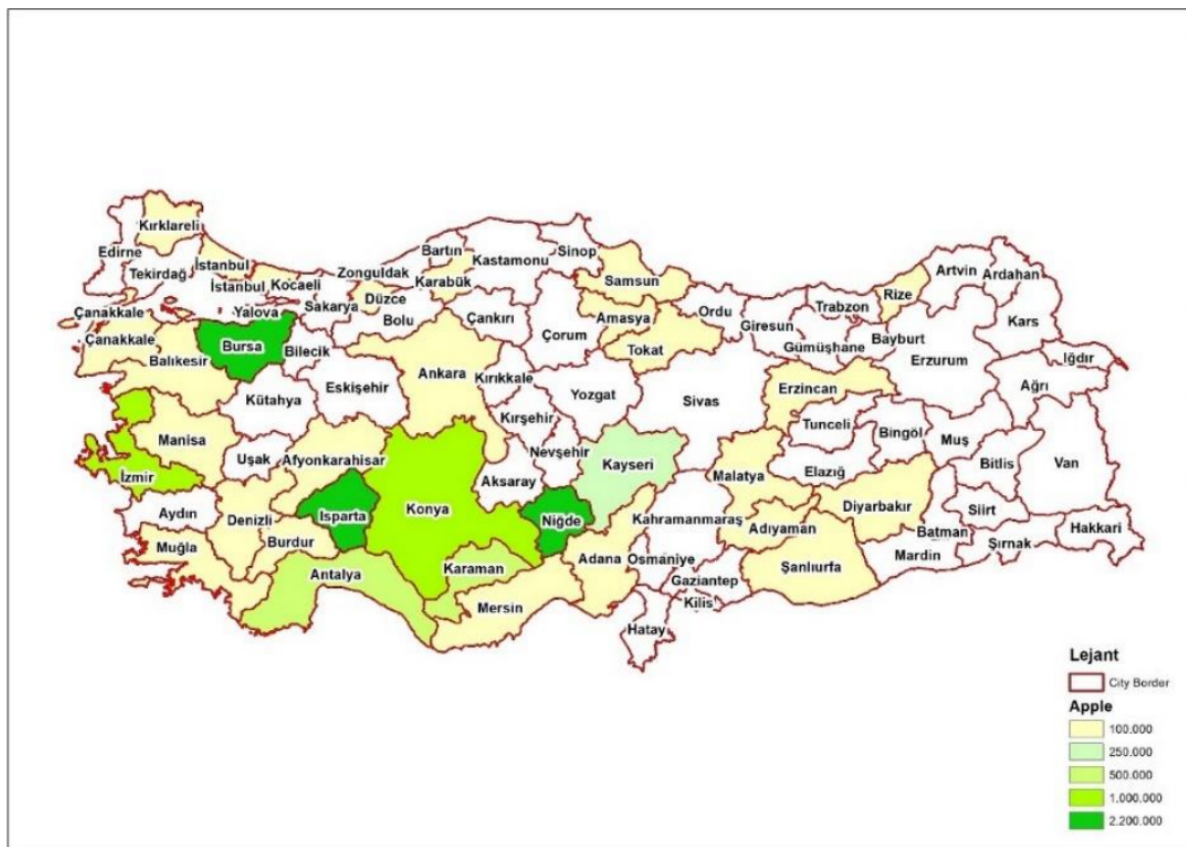 Kırklareli
Edirne
Tekirdağ
İstanbul
İstanbul
Kocaeli
Yalova
Sakarya
Düzce
Zonguldak
Bartın
Karabük
Kastamonu
Sinop
Samsun
Bolu
Çankırı
Çorum
Amasya
Tokat
Ordu
Giresun
Gümüşhane
Trabzon
Rize
Bayburt
Artvin
Ardahan
Kars
Erzurum
Iğdır
Ağrı
Çanakkale
Çanakkale
Balıkesir
Bursa
Bilecik
Eskişehir
Kütahya
Ankara
Kırıkkale
Kırşehir
Yozgat
Sivas
Erzincan
Tunceli
Bingöl
Muş
Bitlis
Van
Manisa
Uşak
Afyonkarahisar
İzmir
Isparta
Konya
Aksaray
Nevşehir
Niğde
Kayseri
Malatya
Elazığ
Diyarbakır
Batman
Siirt
Şırnak
Hakkari
Aydın
Denizli
Burdur
Muğla
Antalya
Karaman
Mersin
Adana
Osmaniye
Kahramanmaraş
Adıyaman
Gaziantep
Kilis
Hatay
Şanlıurfa
Mardin
Lejant
City Border
Apple
100.000
250.000
500.000
1.000.000
2.200.000